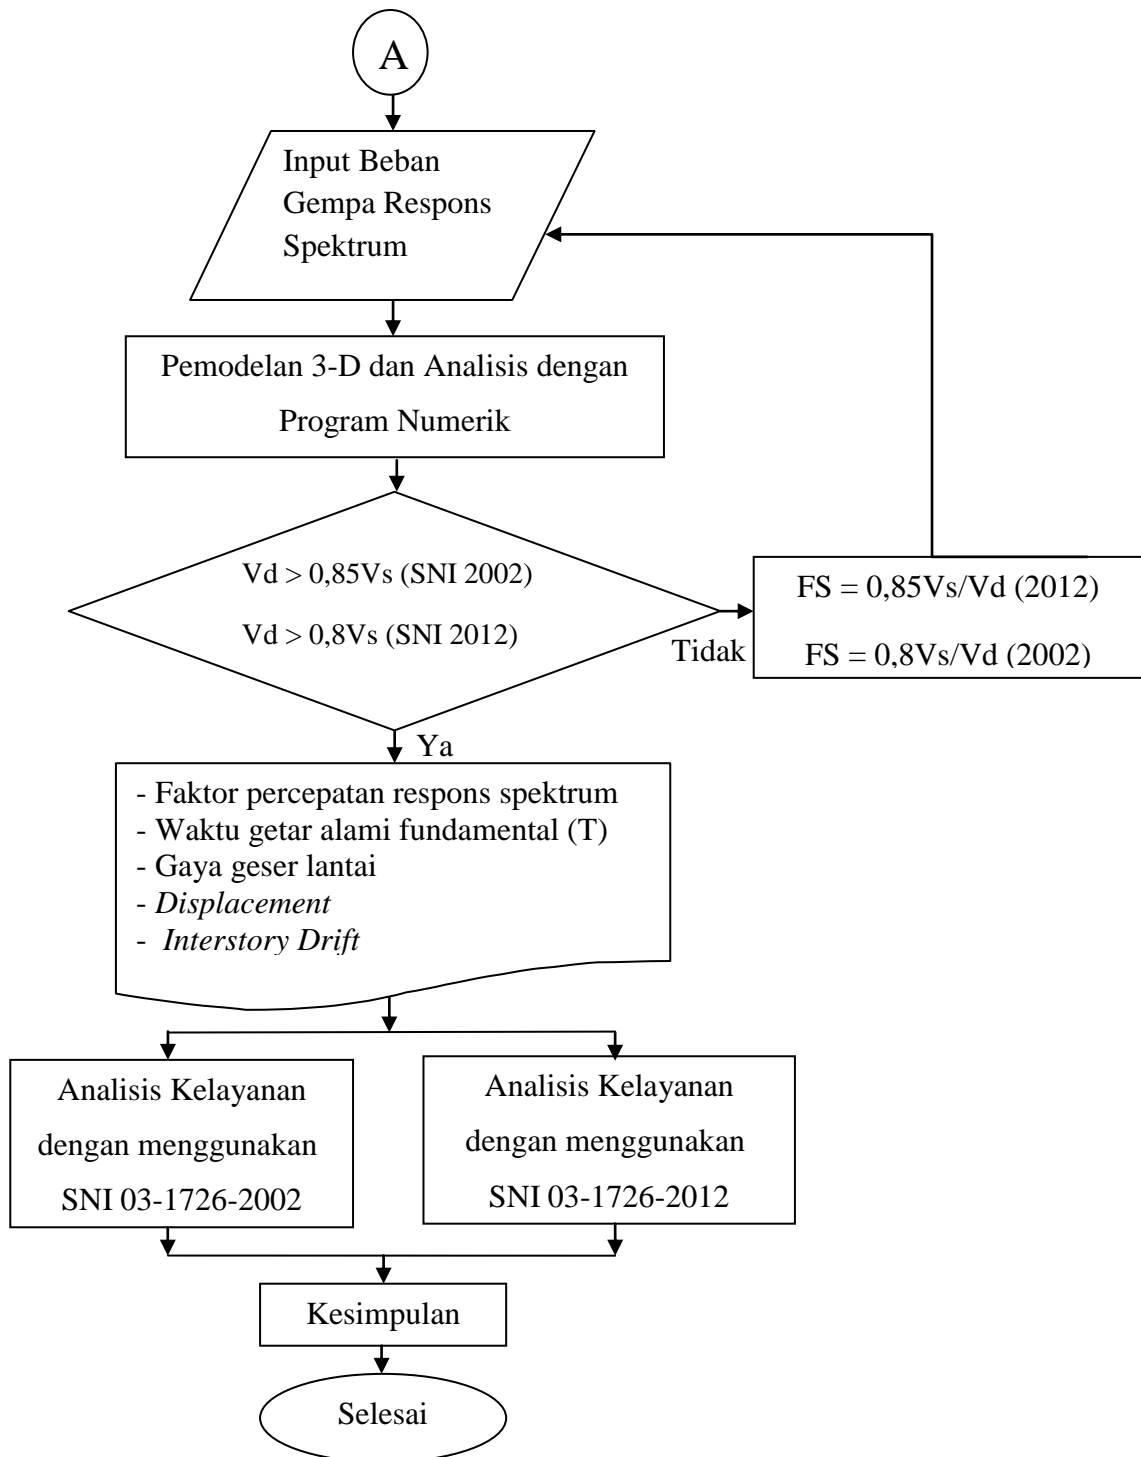 A
Input Beban
Gempa Respons
Spektrum
Pemodelan 3-D dan Analisis dengan
Program Numerik
Vd > 0,85Vs (SNI 2002)
Vd > 0,8Vs (SNI 2012)
Tidak
FS = 0,85Vs/Vd (2012)
FS = 0,8Vs/Vd (2002)
Ya
- Faktor percepatan respons spektrum
- Waktu getar alami fundamental (T)
- Gaya geser lantai
- Displacement
- Interstory Drift
Analisis Kelayanan
dengan menggunakan
SNI 03-1726-2002
Analisis Kelayanan
dengan menggunakan
SNI 03-1726-2012
Kesimpulan
Selesai